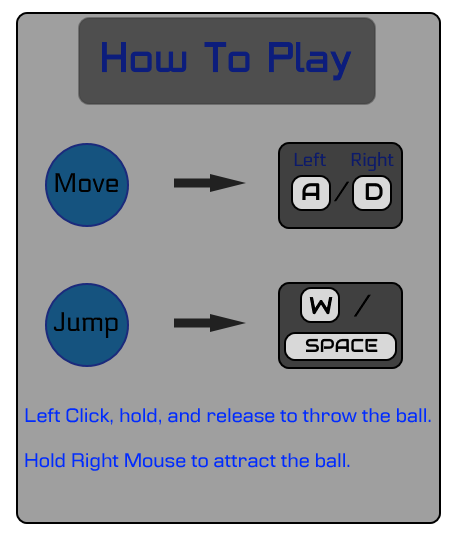 How To Play
Left Right
Move A / D
Jump W /
SPACE
Left Click, hold, and release to throw the ball.
Hold Right Mouse to attract the ball.